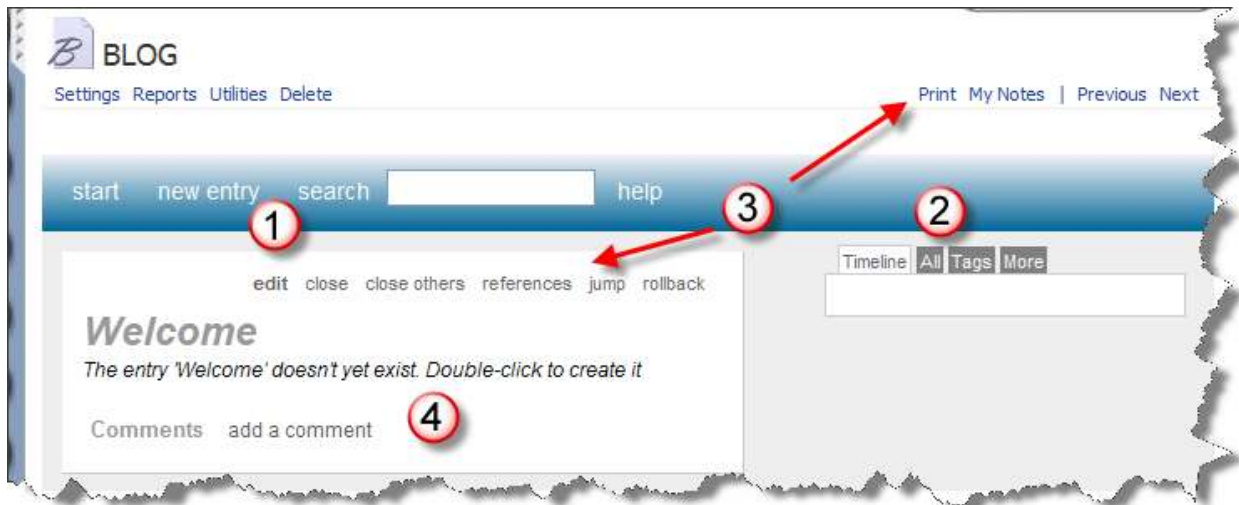 B BLOG
Settings Reports Utilities Delete
Print My Notes | Previous Next
start new entry search help
1
3
2
edit close close others references jump rollback
Timeline All Tags More
Welcome
The entry 'Welcome' doesn't yet exist. Double-click to create it
4
Comments add a comment